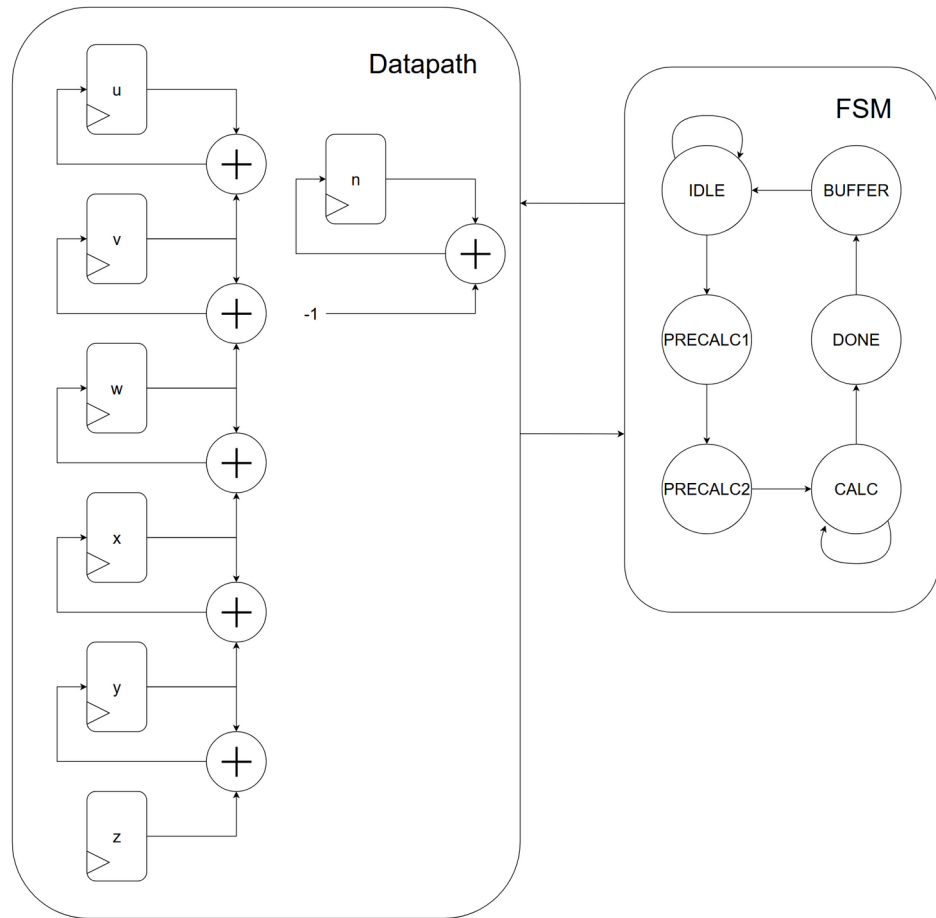 Datapath
u
v
w
x
y
z
n
-1
FSM
IDLE
BUFFER
PRECALC1
DONE
PRECALC2
CALC